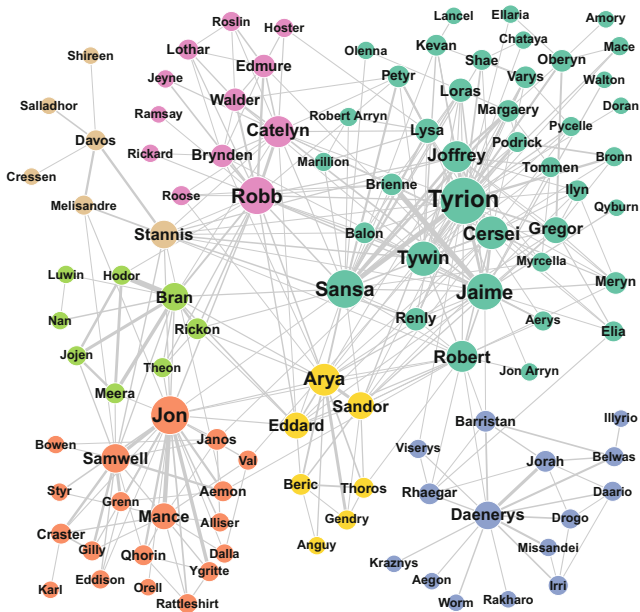 Lancel
Ellaria
Amory
Roslin
Hoster
Chataya
Mace
Lothar
Olenna
Kevan
Shae
Oberyn
Shireen
Edmure
Petyr
Varys
Walton
Jeyne
Loras
Salladhor
Walder
Margaery
Doran
Ramsay
Robert Arryn
Lysa
Pycelle
Catelyn
Podrick
Davos
Joffrey
Bronn
Rickard
Brynden
Marillion
Tommen
Cressen
Brienne
Ilyn
Roose
Robb
Tyrion
Qyburn
Melisandre
Stannis
Balon
Cersei
Gregor
Tywin
Myrcella
Luwin
Hodor
Sansa
Jaime
Meryn
Bran
Nan
Rickon
Renly
Aerys
Elia
Jojen
Robert
Theon
Jon Arryn
Meera
Arya
Sandor
Jon
Eddard
Barristan
Illyrio
Bowen
Janos
Viserys
Belwas
Samwell
Val
Jorah
Styr
Aemon
Beric
Thoros
Rhaegar
Daario
Grenn
Mance
Daenerys
Drogo
Craster
Alliser
Gendry
Gilly
Qhorin
Dalla
Anguy
Missandei
Karl
Eddison
Ygritte
Kraznys
Orell
Aegon
Irri
Rattleshirt
Worm
Rakharo